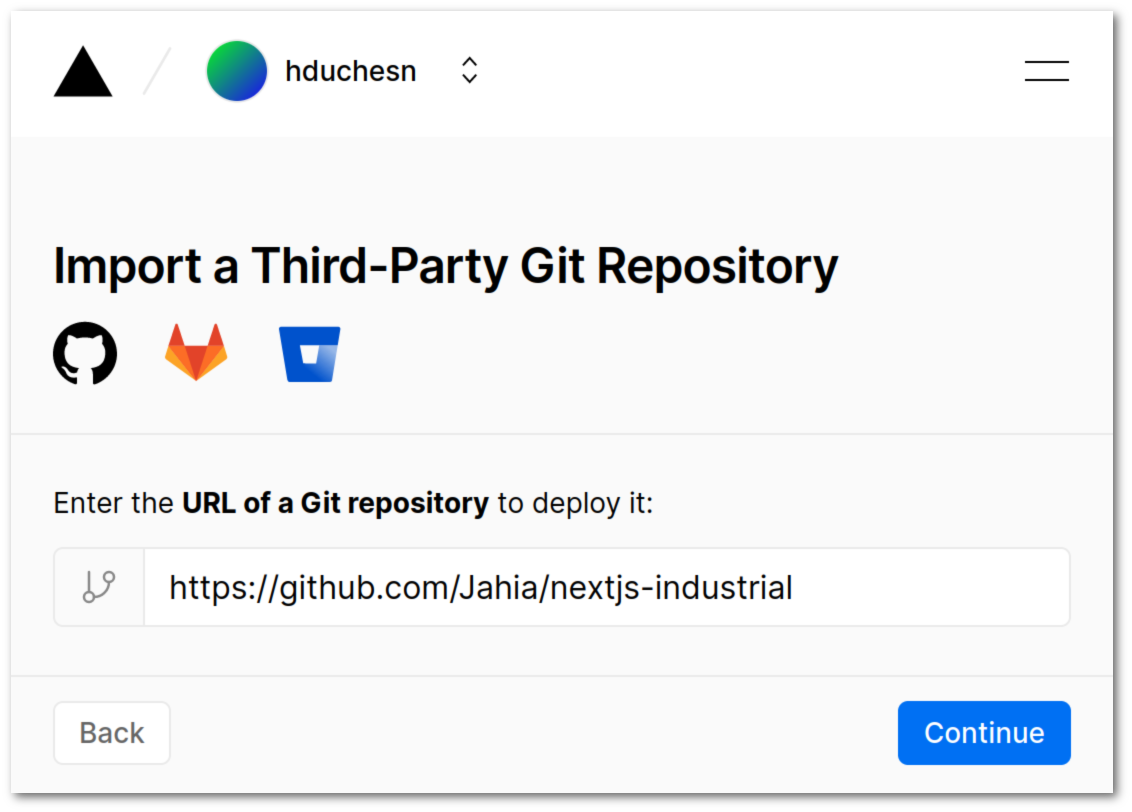 hduchesn
Import a Third-Party Git Repository
Enter the URL of a Git repository to deploy it:
https://github.com/Jahia/nextjs-industrial
Back
Continue